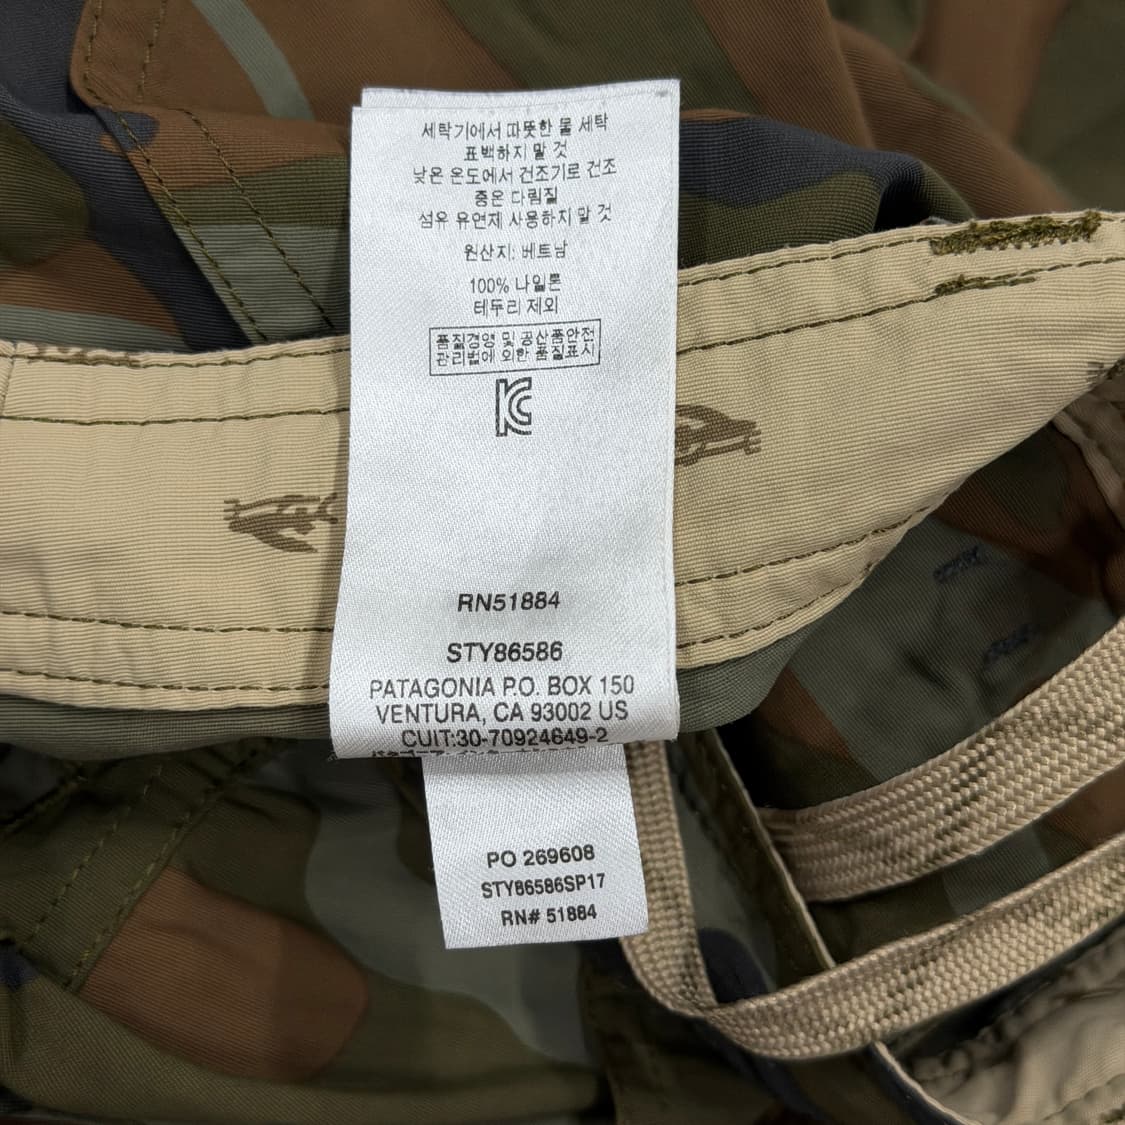 세탁기에서 따뜻한 물 세탁
표백하지 말 것
낮은 온도에서 건조기로 건조
중온 다림질
섬유 유연제 사용하지 말 것
원산지: 베트남
100% 나일론
테두리 제외
품질경영 및 공산품안전
관리법에 의한 품질표시
KC
RN51884
STY86586
PATAGONIA P.O. BOX 150
VENTURA, CA 93002 US
CUIT:30-70924649-2
PO 269608
STY86586SP17
RN# 51884